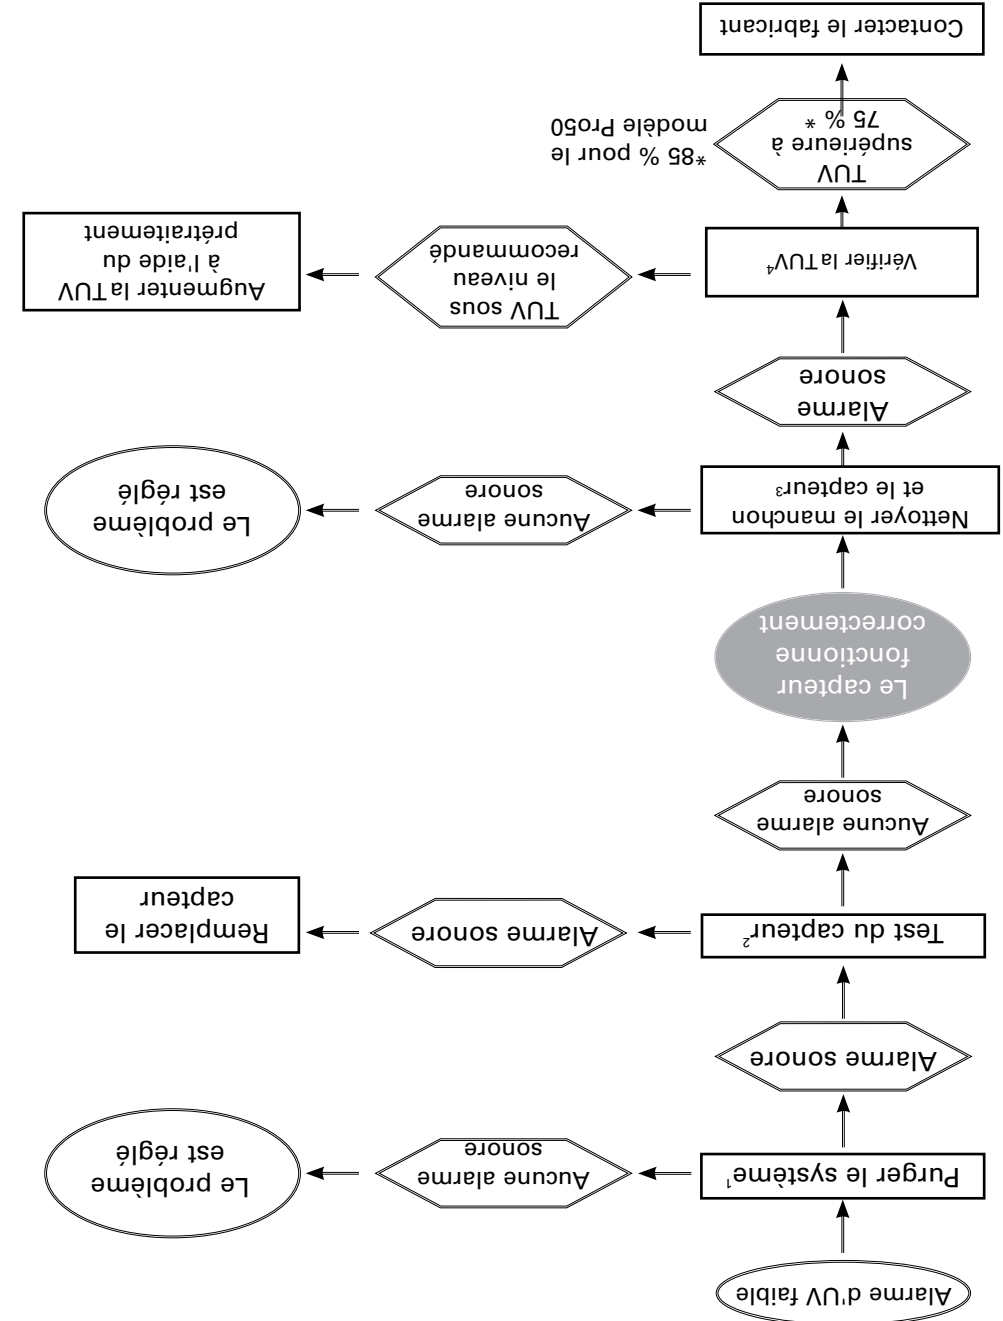 Alarme d'UV faible
Purger le système¹
Aucune alarme
sonore
Le problème
est réglé
Alarme sonore
Test du capteur²
Alarme sonore
Remplacer le
capteur
Aucune alarme
sonore
Le capteur
fonctionne
correctement
Nettoyer le manchon
et le capteur³
Aucune alarme
sonore
Le problème
est réglé
Alarme
sonore
Vérifier la TUV⁴
TUV sous
le niveau
recommandé
Augmenter la TUV
à l'aide du
prétraitement
TUV
supérieure à
75 % *
*85 % pour le
modèle Pro50
Contacter le fabricant